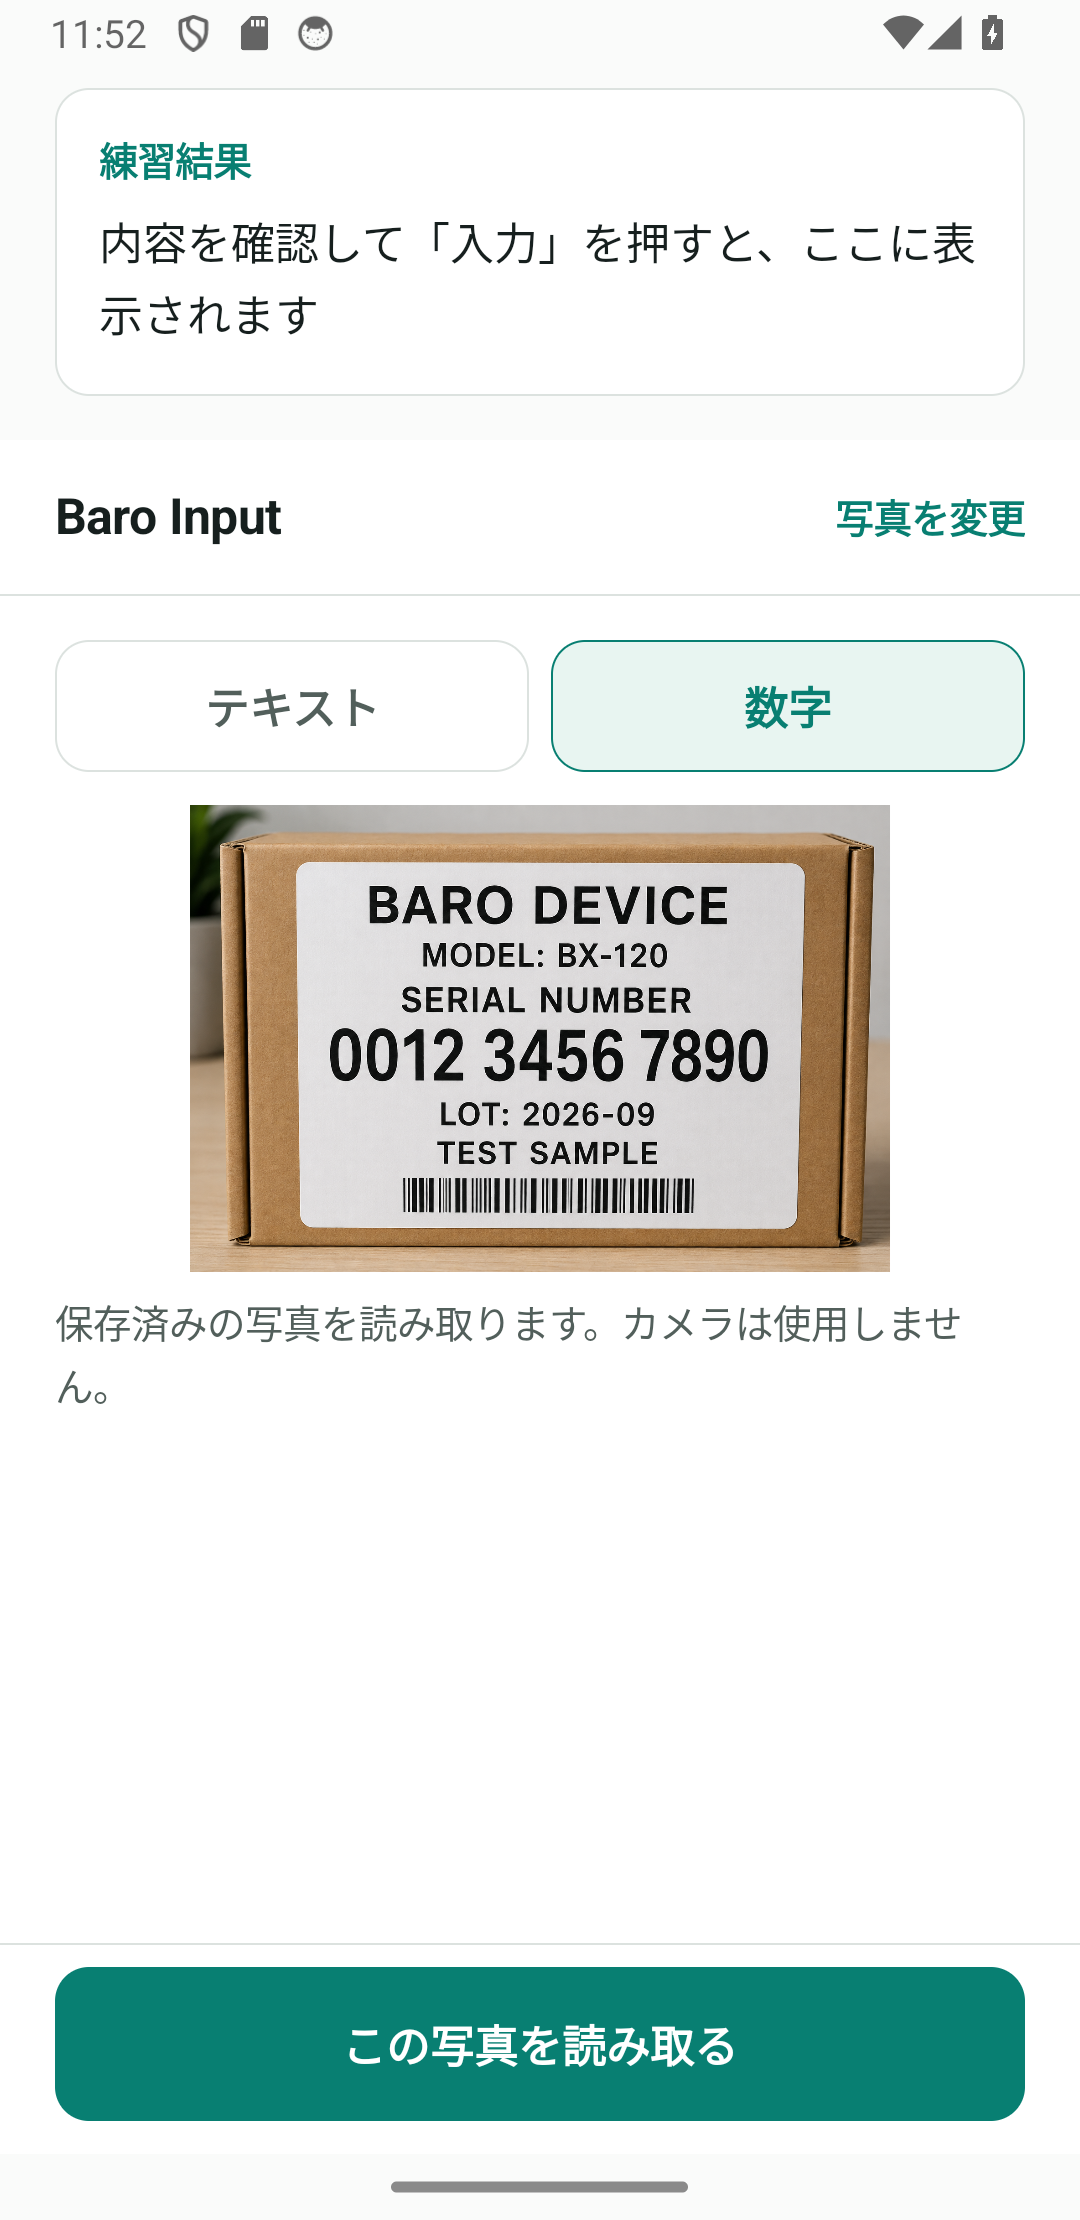 11:52
練習結果
内容を確認して「入力」を押すと、ここに表
示されます
Baro Input
写真を変更
テキスト
数字
BARO DEVICE
MODEL: BX-120
SERIAL NUMBER
0012 3456 7890
LOT: 2026-09
TEST SAMPLE
保存済みの写真を読み取ります。カメラは使用しませ
ん。
この写真を読み取る